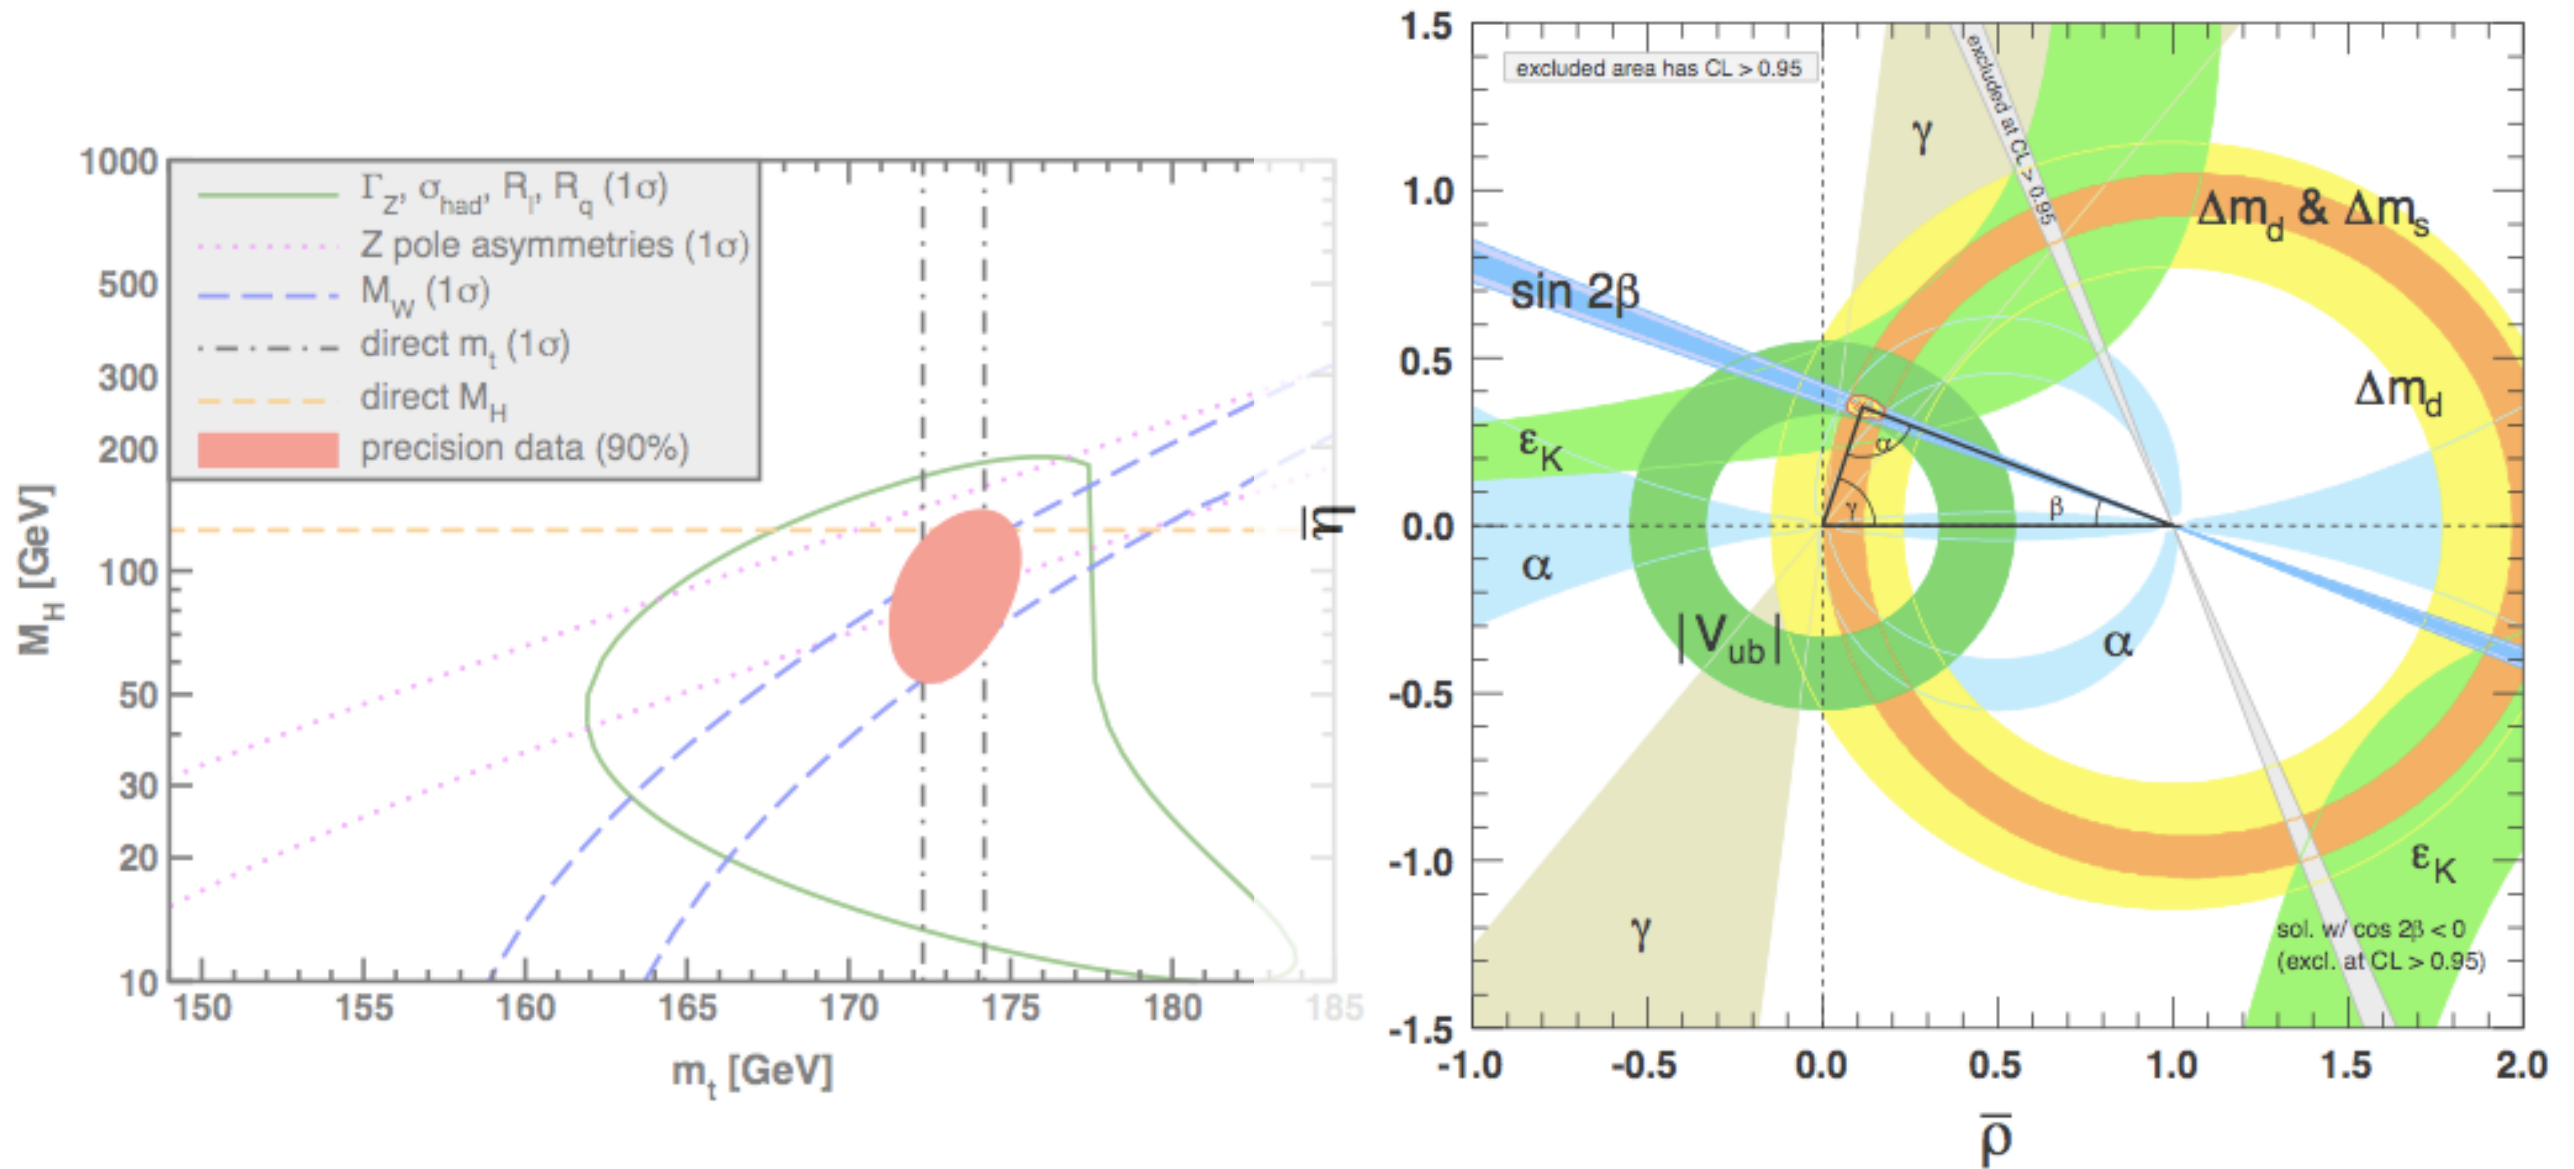 1000
500
300
200
100
50
30
20
10
M_H [GeV]
Γ_Z, σ_had, R_l, R_q (1σ)
Z pole asymmetries (1σ)
M_W (1σ)
direct m_t (1σ)
direct M_H
precision data (90%)
150 155 160 165 170 175 180 185
m_t [GeV]
1.5
1.0
0.5
0.0
-0.5
-1.0
-1.5
η̅
excluded area has CL > 0.95
excluded at CL > 0.95
γ
Δm_d & Δm_s
sin 2β
Δm_d
ε_K
α
α
γ
β
α
|V_ub|
α
γ
ε_K
sol. w/ cos 2β < 0
(excl. at CL > 0.95)
-1.0 -0.5 0.0 0.5 1.0 1.5 2.0
ρ̅